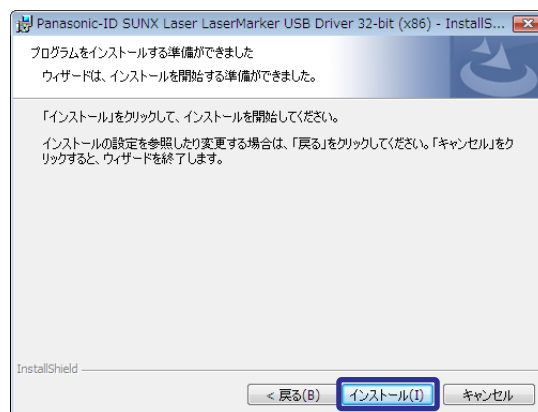 Panasonic-ID SUNX Laser LaserMarker USB Driver 32-bit (x86) - InstallS...
プログラムをインストールする準備ができました
ウィザードは、インストールを開始する準備ができました。
「インストール」をクリックして、インストールを開始してください。
インストールの設定を参照したり変更する場合は、「戻る」をクリックしてください。「キャンセル」をク
リックすると、ウィザードを終了します。
InstallShield
< 戻る(B)
インストール(I)
キャンセル